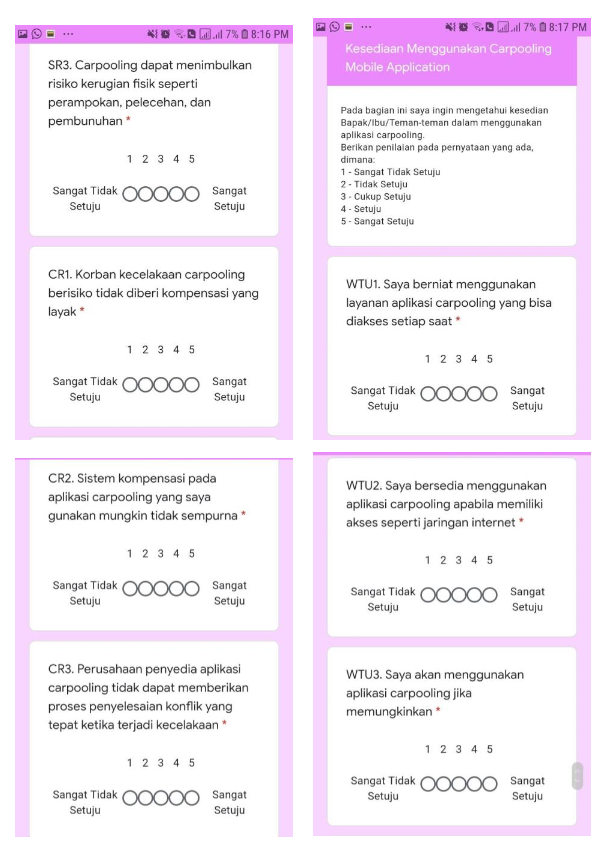 7% 8:16 PM
SR3. Carpooling dapat menimbulkan
risiko kerugian fisik seperti
perampokan, pelecehan, dan
pembunuhan *
1 2 3 4 5
Sangat Tidak Setuju
Sangat Setuju
CR1. Korban kecelakaan carpooling
berisiko tidak diberi kompensasi yang
layak *
1 2 3 4 5
Sangat Tidak Setuju
Sangat Setuju
7% 8:17 PM
Kesediaan Menggunakan Carpooling
Mobile Application
Pada bagian ini saya ingin mengetahui kesedian
Bapak/Ibu/Teman-teman dalam menggunakan
aplikasi carpooling.
Berikan penilaian pada pernyataan yang ada,
dimana:
1 - Sangat Tidak Setuju
2 - Tidak Setuju
3 - Cukup Setuju
4 - Setuju
5 - Sangat Setuju
WTU1. Saya berniat menggunakan
layanan aplikasi carpooling yang bisa
diakses setiap saat *
1 2 3 4 5
Sangat Tidak Setuju
Sangat Setuju
CR2. Sistem kompensasi pada
aplikasi carpooling yang saya
gunakan mungkin tidak sempurna *
1 2 3 4 5
Sangat Tidak Setuju
Sangat Setuju
CR3. Perusahaan penyedia aplikasi
carpooling tidak dapat memberikan
proses penyelesaian konflik yang
tepat ketika terjadi kecelakaan *
1 2 3 4 5
Sangat Tidak Setuju
Sangat Setuju
WTU2. Saya bersedia menggunakan
aplikasi carpooling apabila memiliki
akses seperti jaringan internet *
1 2 3 4 5
Sangat Tidak Setuju
Sangat Setuju
WTU3. Saya akan menggunakan
aplikasi carpooling jika
memungkinkan *
1 2 3 4 5
Sangat Tidak Setuju
Sangat Setuju